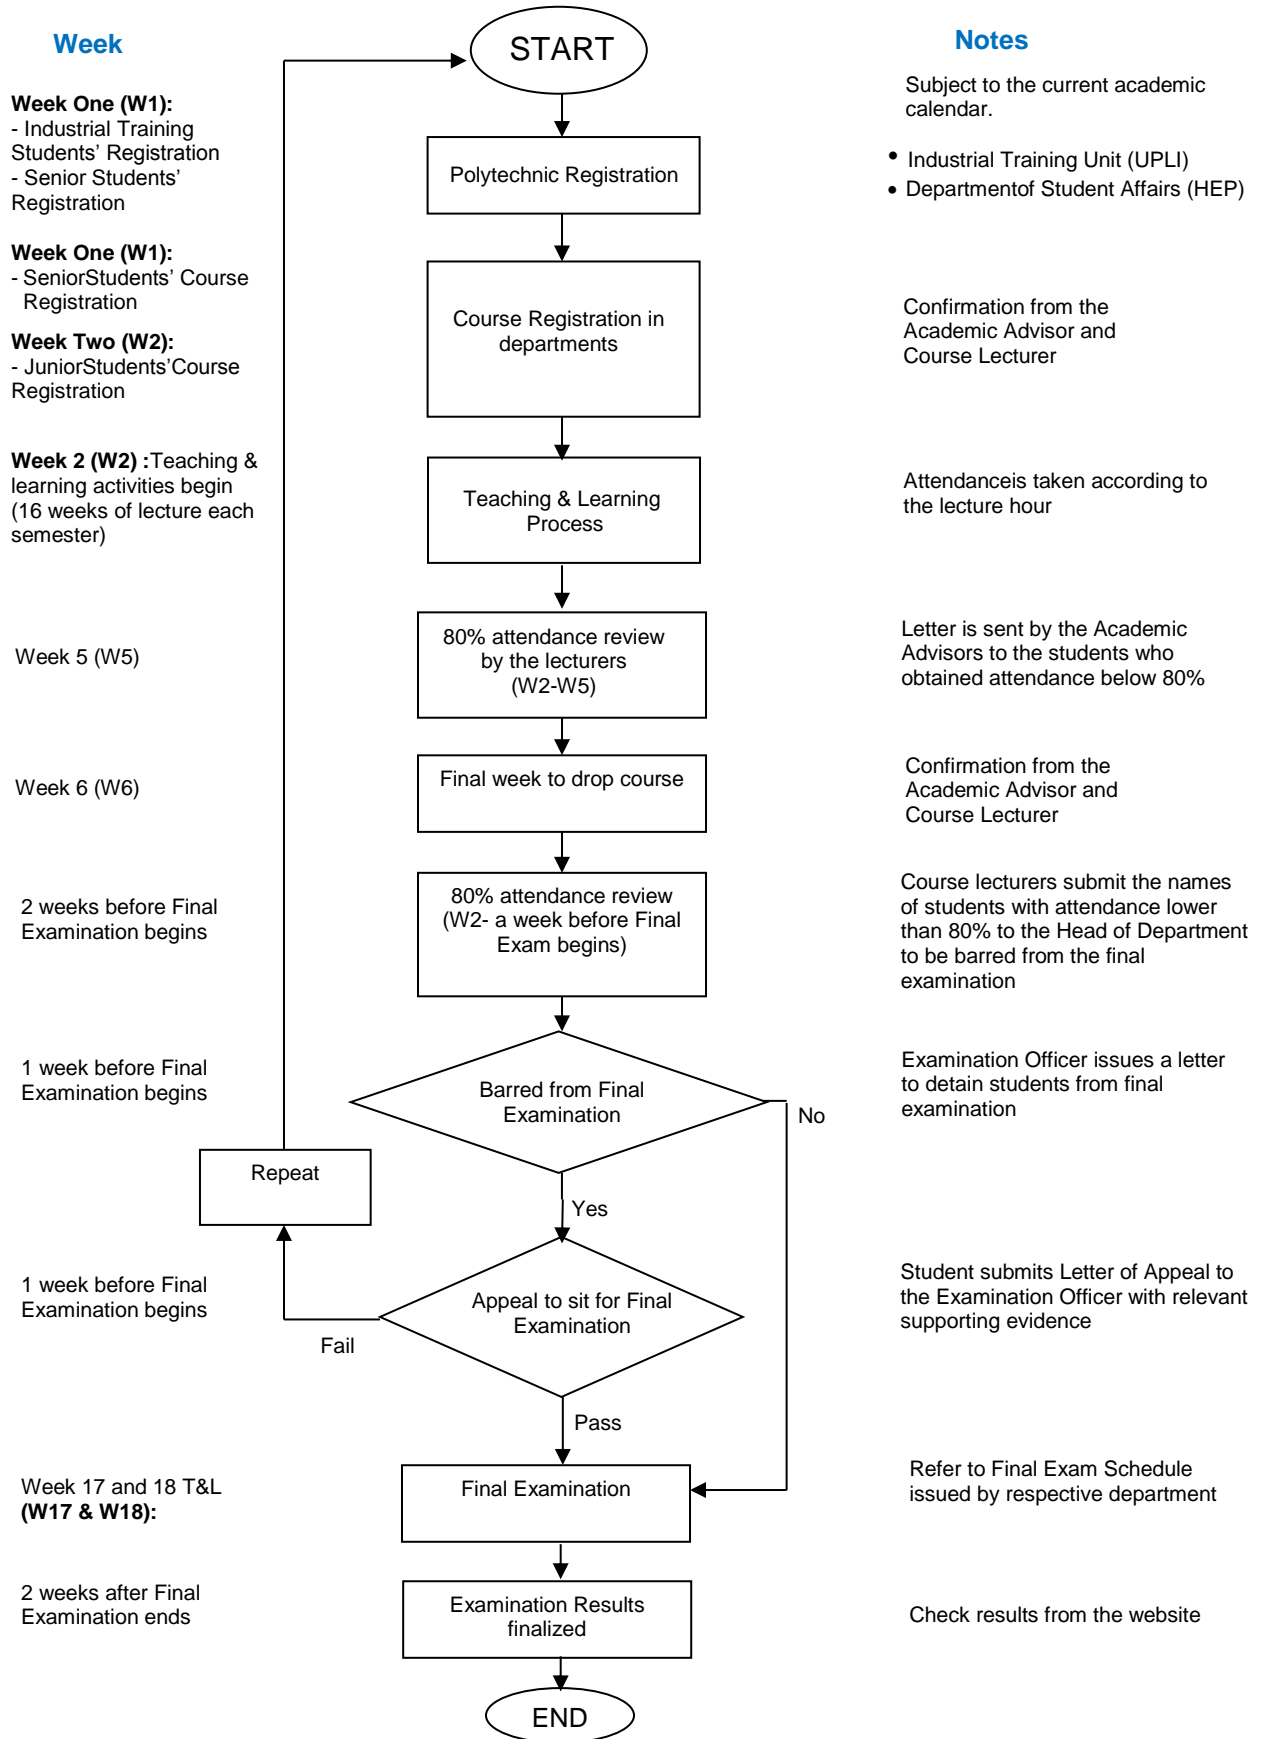 Week
START
Notes
Week One (W1):
- Industrial Training
Students’ Registration
- Senior Students’
Registration
Polytechnic Registration
Subject to the current academic
calendar.
• Industrial Training Unit (UPLI)
• Departmentof Student Affairs (HEP)
Week One (W1):
- SeniorStudents’ Course
Registration
Week Two (W2):
- JuniorStudents’Course
Registration
Course Registration in
departments
Confirmation from the
Academic Advisor and
Course Lecturer
Week 2 (W2) :Teaching &
learning activities begin
(16 weeks of lecture each
semester)
Teaching & Learning
Process
Attendanceis taken according to
the lecture hour
Week 5 (W5)
80% attendance review
by the lecturers
(W2-W5)
Letter is sent by the Academic
Advisors to the students who
obtained attendance below 80%
Week 6 (W6)
Final week to drop course
Confirmation from the
Academic Advisor and
Course Lecturer
2 weeks before Final
Examination begins
80% attendance review
(W2- a week before Final
Exam begins)
Course lecturers submit the names
of students with attendance lower
than 80% to the Head of Department
to be barred from the final
examination
1 week before Final
Examination begins
Barred from Final
Examination
No
Examination Officer issues a letter
to detain students from final
examination
Repeat
Yes
1 week before Final
Examination begins
Appeal to sit for Final
Examination
Fail
Student submits Letter of Appeal to
the Examination Officer with relevant
supporting evidence
Pass
Week 17 and 18 T&L
(W17 & W18):
Final Examination
Refer to Final Exam Schedule
issued by respective department
2 weeks after Final
Examination ends
Examination Results
finalized
Check results from the website
END